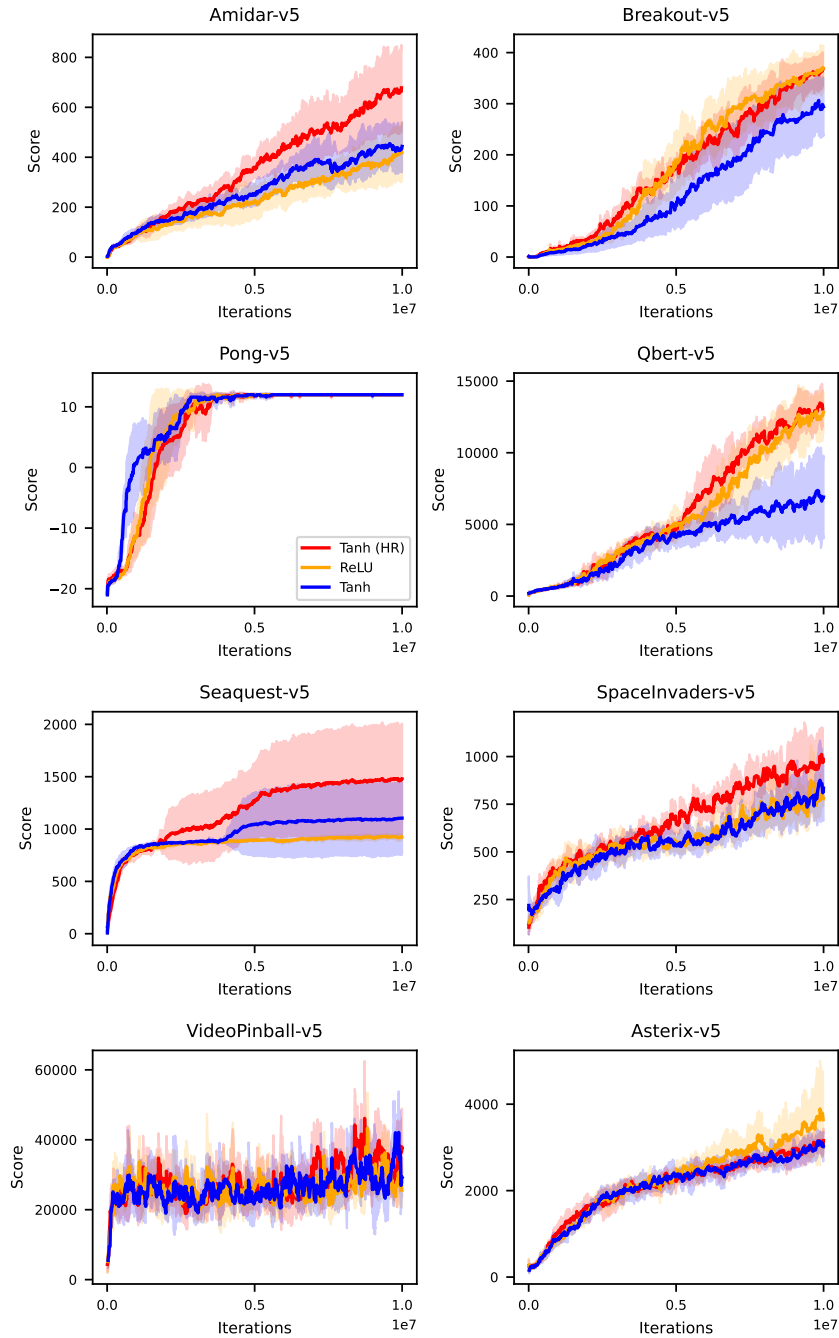 Amidar-v5
800
600
400
200
0
Score
0.0 0.5 1.0
Iterations 1e7
Breakout-v5
400
300
200
100
0
Score
0.0 0.5 1.0
Iterations 1e7
Pong-v5
10
0
−10
−20
Score
Tanh (HR)
ReLU
Tanh
0.0 0.5 1.0
Iterations 1e7
Qbert-v5
15000
10000
5000
0
Score
0.0 0.5 1.0
Iterations 1e7
Seaquest-v5
2000
1500
1000
500
0
Score
0.0 0.5 1.0
Iterations 1e7
SpaceInvaders-v5
1000
750
500
250
Score
0.0 0.5 1.0
Iterations 1e7
VideoPinball-v5
60000
40000
20000
0
Score
0.0 0.5 1.0
Iterations 1e7
Asterix-v5
4000
2000
0
Score
0.0 0.5 1.0
Iterations 1e7